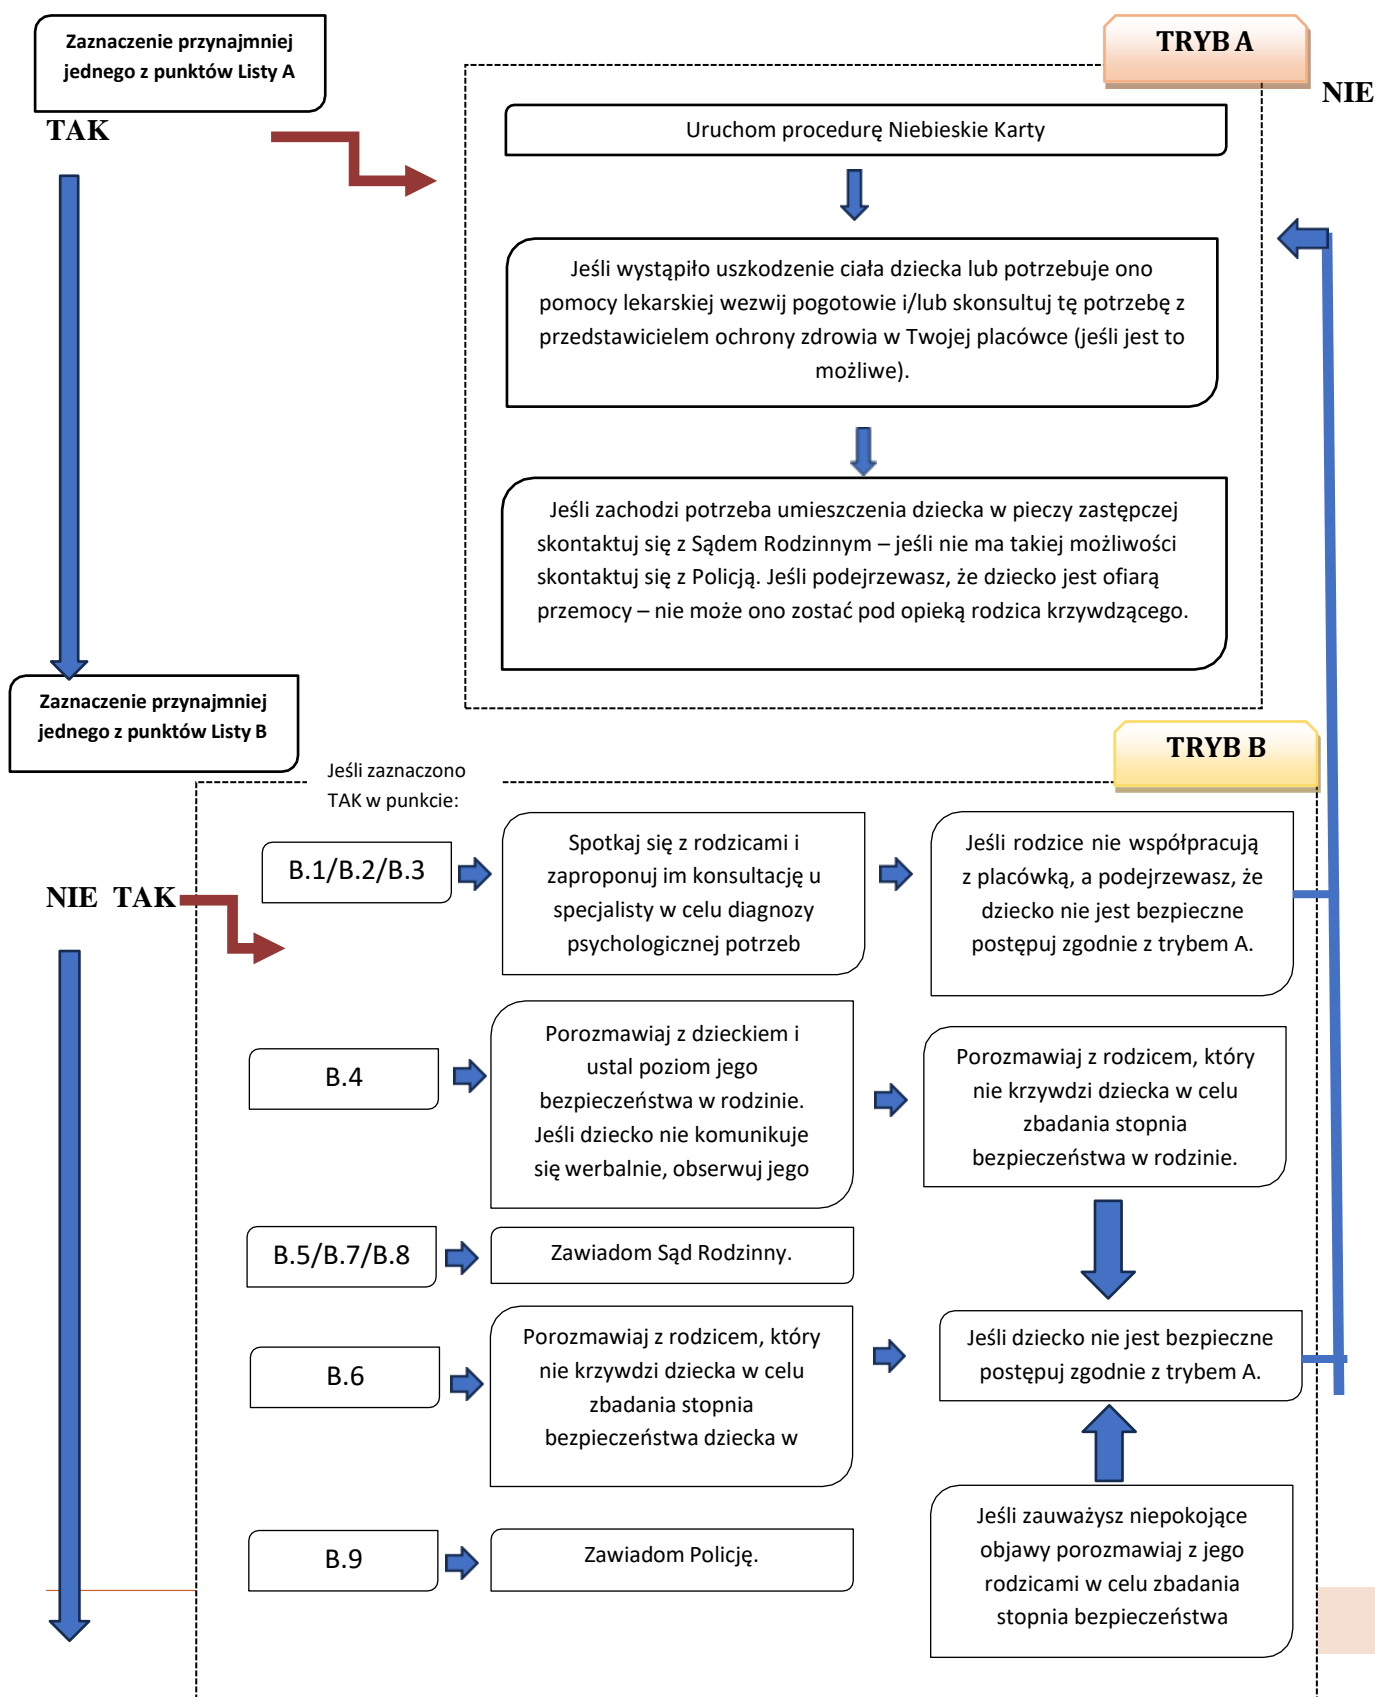 Zaznaczenie przynajmniej
jednego z punktów Listy A
TRYB A
NIE
TAK
Uruchom procedurę Niebieskie Karty
Jeśli wystąpiło uszkodzenie ciała dziecka lub potrzebuje ono
pomocy lekarskiej wezwij pogotowie i/lub skonsultuj tę potrzebę z
przedstawicielem ochrony zdrowia w Twojej placówce (jeśli jest to
możliwe).
Jeśli zachodzi potrzeba umieszczenia dziecka w pieczy zastępczej
skontaktuj się z Sądem Rodzinnym – jeśli nie ma takiej możliwości
skontaktuj się z Policją. Jeśli podejrzewasz, że dziecko jest ofiarą
przemocy – nie może ono zostać pod opieką rodzica krzywdzącego.
Zaznaczenie przynajmniej
jednego z punktów Listy B
TRYB B
Jeśli zaznaczono
TAK w punkcie:
NIE TAK
B.1/B.2/B.3
Spotkaj się z rodzicami i
zaproponuj im konsultację u
specjalisty w celu diagnozy
psychologicznej potrzeb
Jeśli rodzice nie współpracują
z placówką, a podejrzewasz, że
dziecko nie jest bezpieczne
postępuj zgodnie z trybem A.
B.4
Porozmawiaj z dzieckiem i
ustal poziom jego
bezpieczeństwa w rodzinie.
Jeśli dziecko nie komunikuje
się werbalnie, obserwuj jego
Porozmawiaj z rodzicem, który
nie krzywdzi dziecka w celu
zbadania stopnia
bezpieczeństwa w rodzinie.
B.5/B.7/B.8
Zawiadom Sąd Rodzinny.
B.6
Porozmawiaj z rodzicem, który
nie krzywdzi dziecka w celu
zbadania stopnia
bezpieczeństwa dziecka w
Jeśli dziecko nie jest bezpieczne
postępuj zgodnie z trybem A.
B.9
Zawiadom Policję.
Jeśli zauważysz niepokojące
objawy porozmawiaj z jego
rodzicami w celu zbadania
stopnia bezpieczeństwa